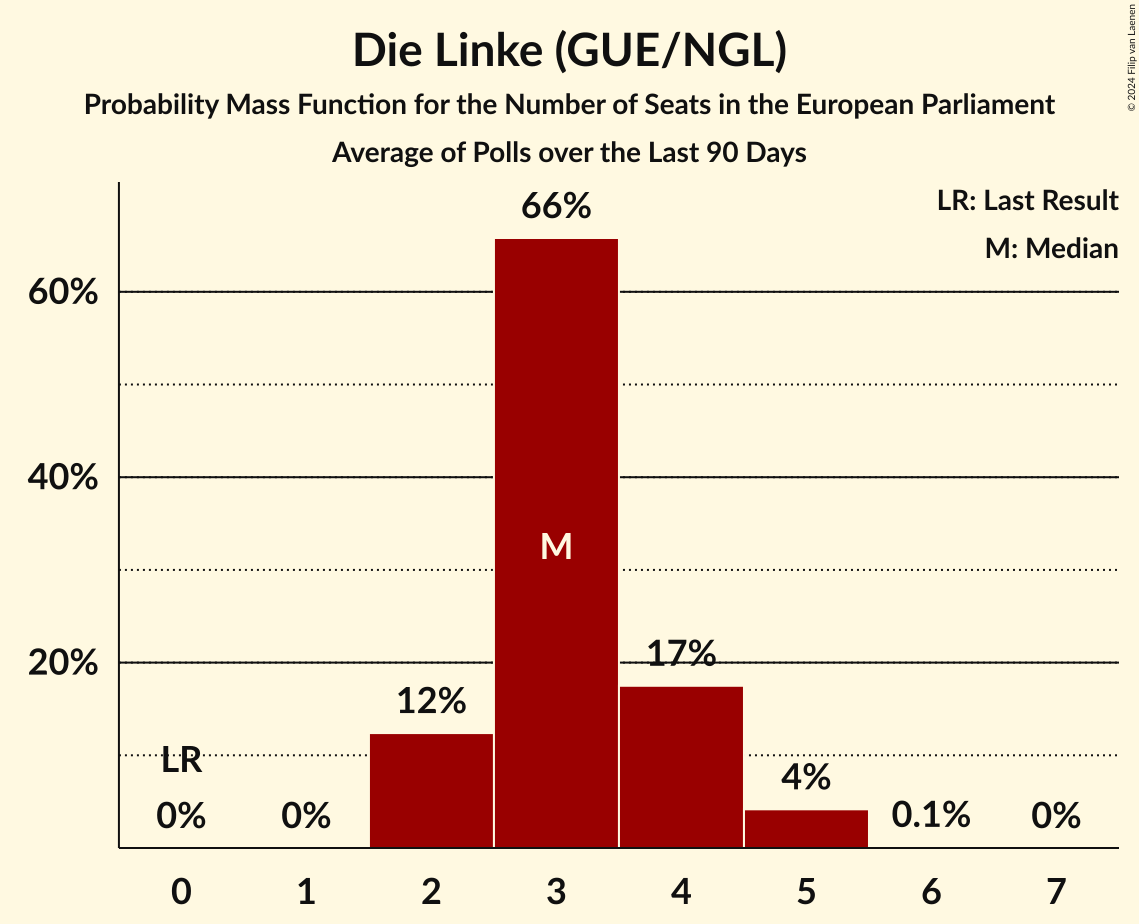 Die Linke (GUE/NGL)
Probability Mass Function for the Number of Seats in the European Parliament
Average of Polls over the Last 90 Days
© 2024 Filip van Laenen
LR: Last Result
M: Median
66%
60%
40%
M
20%
17%
12%
LR
4%
0%
0%
0.1%
0%
0 1 2 3 4 5 6 7